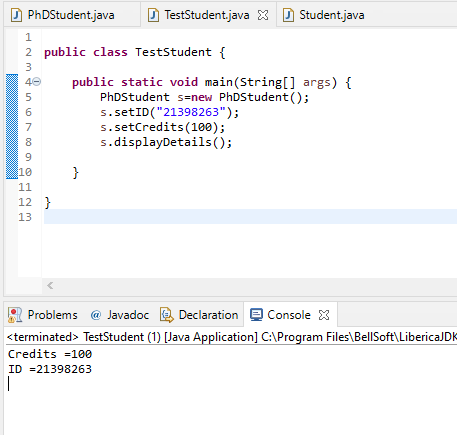 PhDStudent.java TestStudent.java Student.java
1
2 public class TestStudent {
3
4 public static void main(String[] args) {
5 PhDStudent s=new PhDStudent();
6 s.setID("21398263");
7 s.setCredits(100);
8 s.displayDetails();
9
10 }
11
12 }
13
Problems @ Javadoc Declaration Console
<terminated> TestStudent (1) [Java Application] C:\Program Files\BellSoft\LibericaJDK
Credits =100
ID =21398263